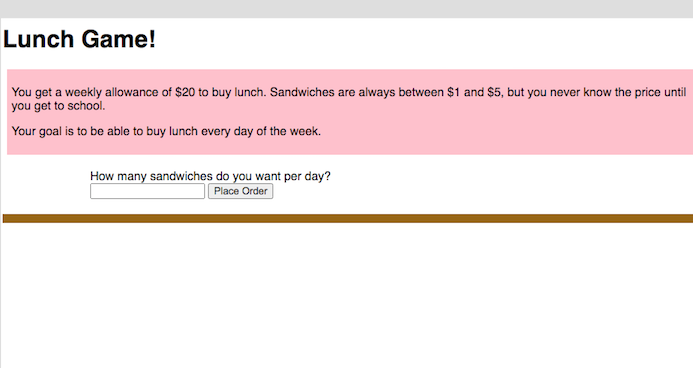 Lunch Game!
You get a weekly allowance of $20 to buy lunch. Sandwiches are always between $1 and $5, but you never know the price until
you get to school.
Your goal is to be able to buy lunch every day of the week.
How many sandwiches do you want per day?
Place Order